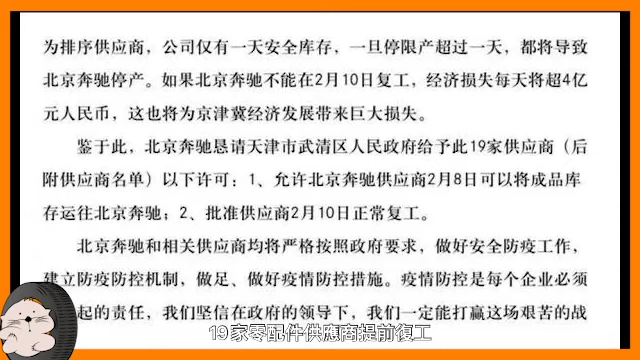 为排序供应商，公司仅有一天安全库存，一旦停限产超过一天，都将导致
北京奔驰停产。如果北京奔驰不能在2月10日复工，经济损失每天将超4亿
元人民币，这也将为京津冀经济发展带来巨大损失。
鉴于此，北京奔驰恳请天津市武清区人民政府给予此19家供应商（后
附供应商名单）以下许可：1、允许北京奔驰供应商2月8日可以将成品库
存运往北京奔驰；2、批准供应商2月10日正常复工。
北京奔驰和相关供应商均将严格按照政府要求，做好安全防疫工作，
建立防疫防控机制，做足、做好疫情防控措施。疫情防控是每个企业必须
起的责任，我们坚信在政府的领导下，我们一定能打赢这场艰苦的战
19家零配件供應商提前復工